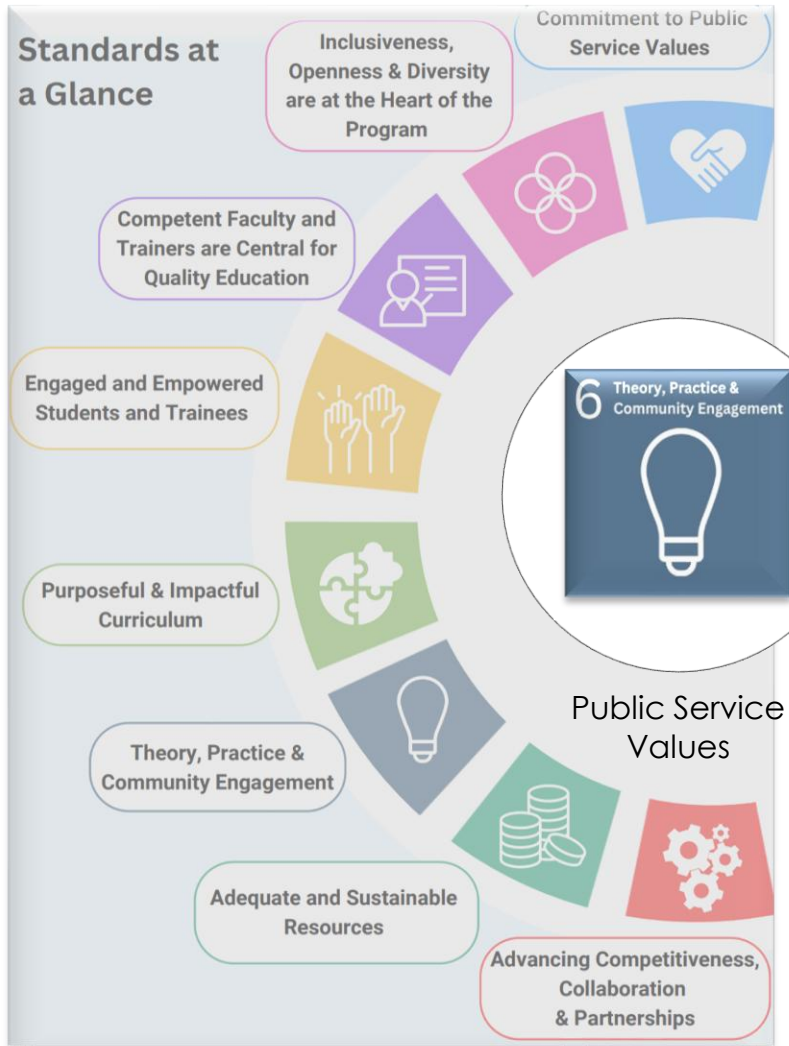 Standards at
a Glance
Commitment to Public
Service Values
Inclusiveness,
Openness & Diversity
are at the Heart of the
Program
Competent Faculty and
Trainers are Central for
Quality Education
Engaged and Empowered
Students and Trainees
6 Theory, Practice &
Community Engagement
Purposeful & Impactful
Curriculum
Public Service
Values
Theory, Practice &
Community Engagement
Adequate and Sustainable
Resources
Advancing Competitiveness,
Collaboration
& Partnerships